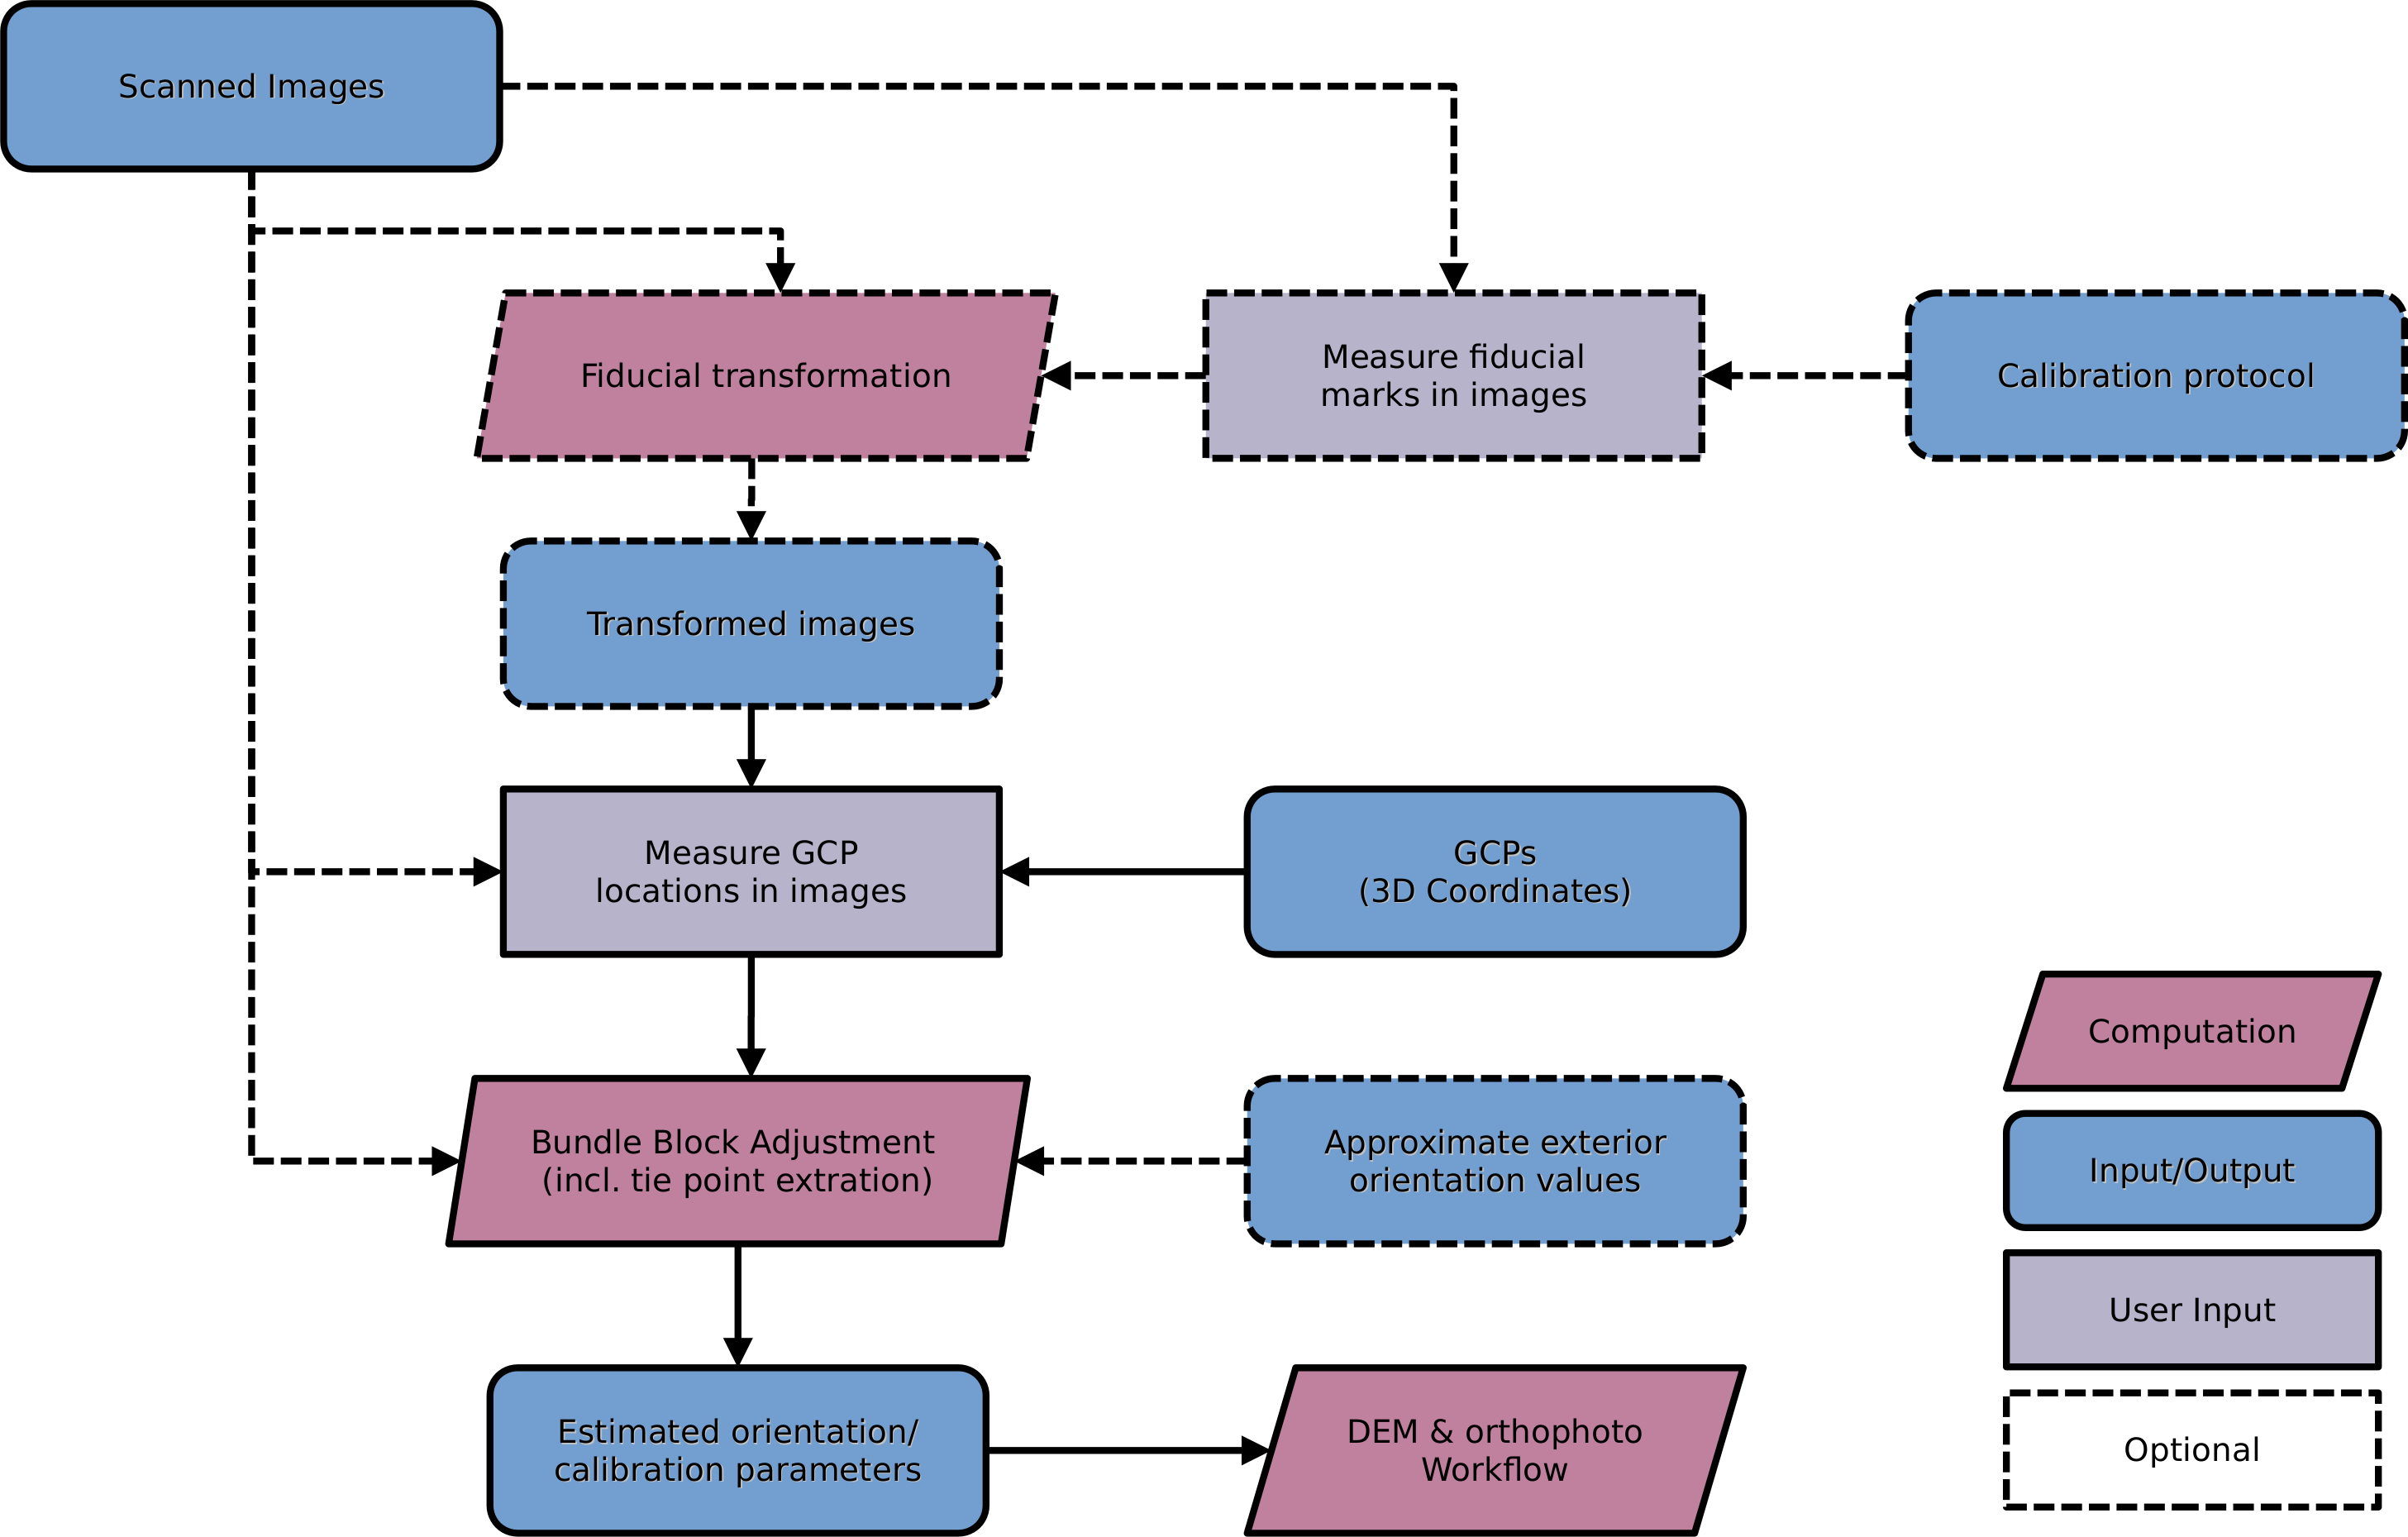 Scanned Images
Fiducial transformation
Measure fiducial
marks in images
Calibration protocol
Transformed images
Measure GCP
locations in images
GCPs
(3D Coordinates)
Bundle Block Adjustment
(incl. tie point extration)
Approximate exterior
orientation values
Estimated orientation/
calibration parameters
DEM & orthophoto
Workflow
Computation
Input/Output
User Input
Optional